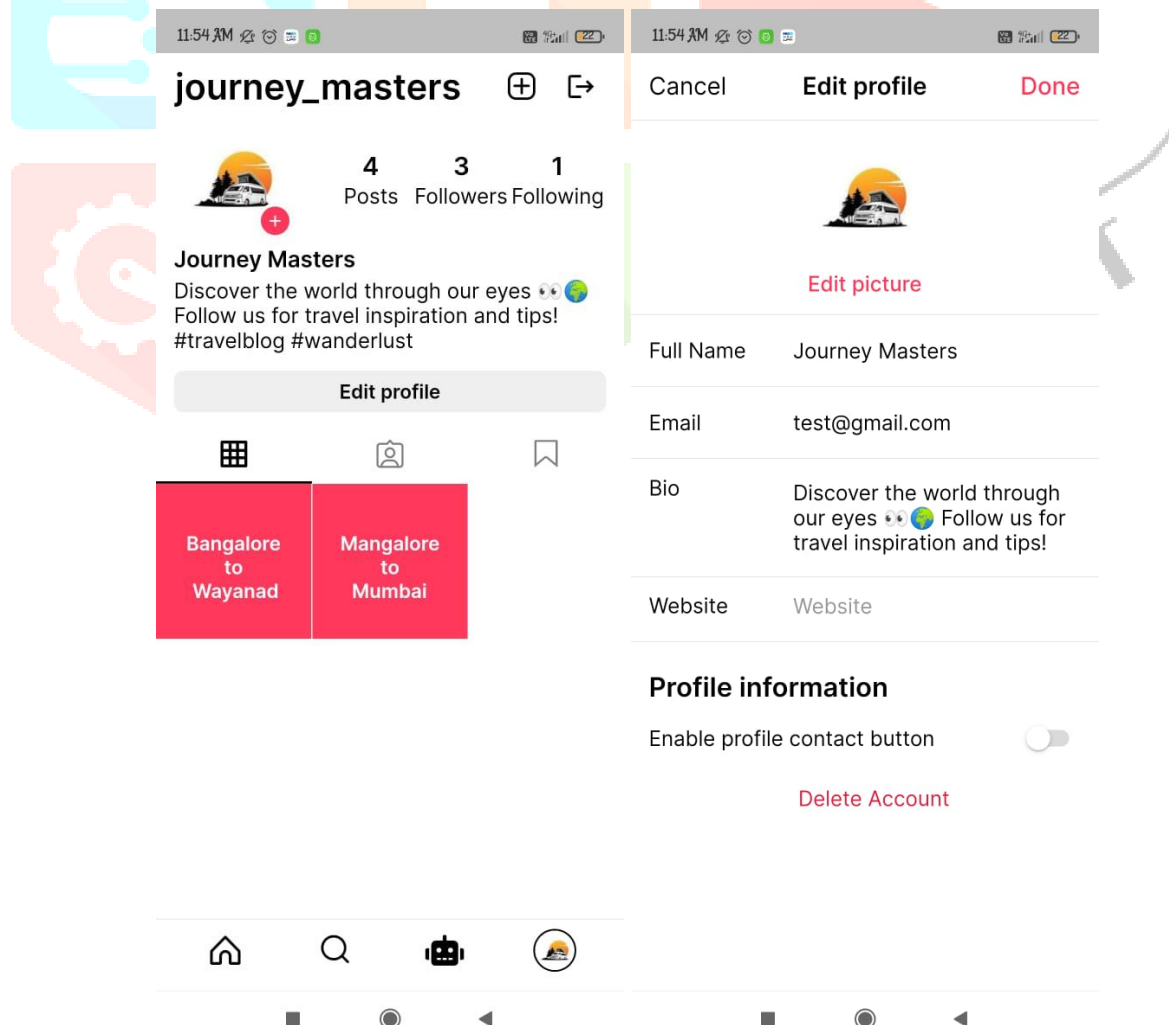 11:54 AM
22
journey_masters
4 3 1
Posts Followers Following
Journey Masters
Discover the world through our eyes 👀🌍
Follow us for travel inspiration and tips!
#travelblog #wanderlust
Edit profile
Bangalore
to
Wayanad
Mangalore
to
Mumbai
11:54 AM
22
Cancel Edit profile Done
Edit picture
Full Name Journey Masters
Email test@gmail.com
Bio Discover the world through
our eyes 👀🌍 Follow us for
travel inspiration and tips!
Website Website
Profile information
Enable profile contact button
Delete Account